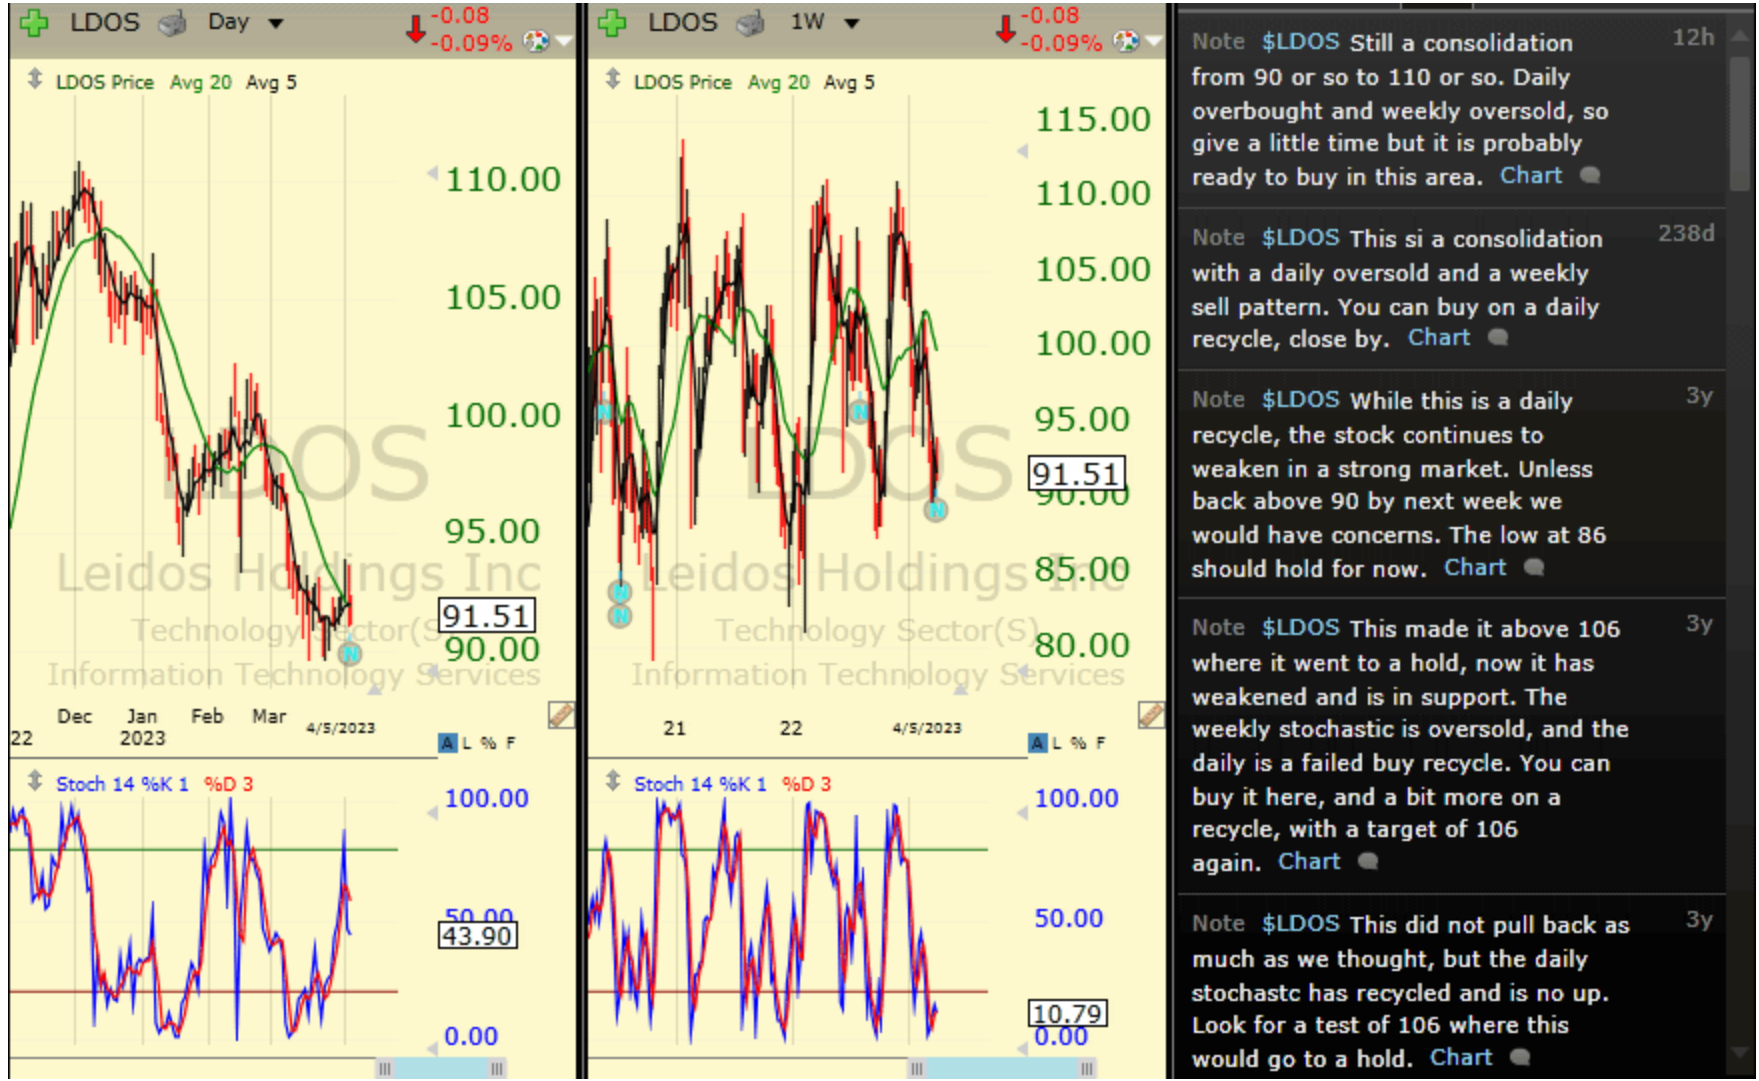 LDOS Day
-0.08
-0.09%
LDOS Price Avg 20 Avg 5
110.00
105.00
100.00
95.00
91.51
90.00
LDOS
Leidos Holdings Inc
Technology Sector(S)
Information Technology Services
Dec Jan Feb Mar 4/5/2023
22 2023
A L % F
Stoch 14 %K 1 %D 3
100.00
50.00
43.90
0.00
N
LDOS 1W
-0.08
-0.09%
LDOS Price Avg 20 Avg 5
115.00
110.00
105.00
100.00
95.00
91.51
90.00
85.00
80.00
LDOS
Leidos Holdings Inc
Technology Sector(S)
Information Technology Services
N
N
N
N
N
21 22 4/5/2023
A L % F
Stoch 14 %K 1 %D 3
100.00
50.00
10.79
0.00
Note $LDOS Still a consolidation 12h
from 90 or so to 110 or so. Daily
overbought and weekly oversold, so
give a little time but it is probably
ready to buy in this area. Chart
Note $LDOS This si a consolidation 238d
with a daily oversold and a weekly
sell pattern. You can buy on a daily
recycle, close by. Chart
Note $LDOS While this is a daily 3y
recycle, the stock continues to
weaken in a strong market. Unless
back above 90 by next week we
would have concerns. The low at 86
should hold for now. Chart
Note $LDOS This made it above 106 3y
where it went to a hold, now it has
weakened and is in support. The
weekly stochastic is oversold, and the
daily is a failed buy recycle. You can
buy it here, and a bit more on a
recycle, with a target of 106
again. Chart
Note $LDOS This did not pull back as 3y
much as we thought, but the daily
stochastc has recycled and is no up.
Look for a test of 106 where this
would go to a hold. Chart